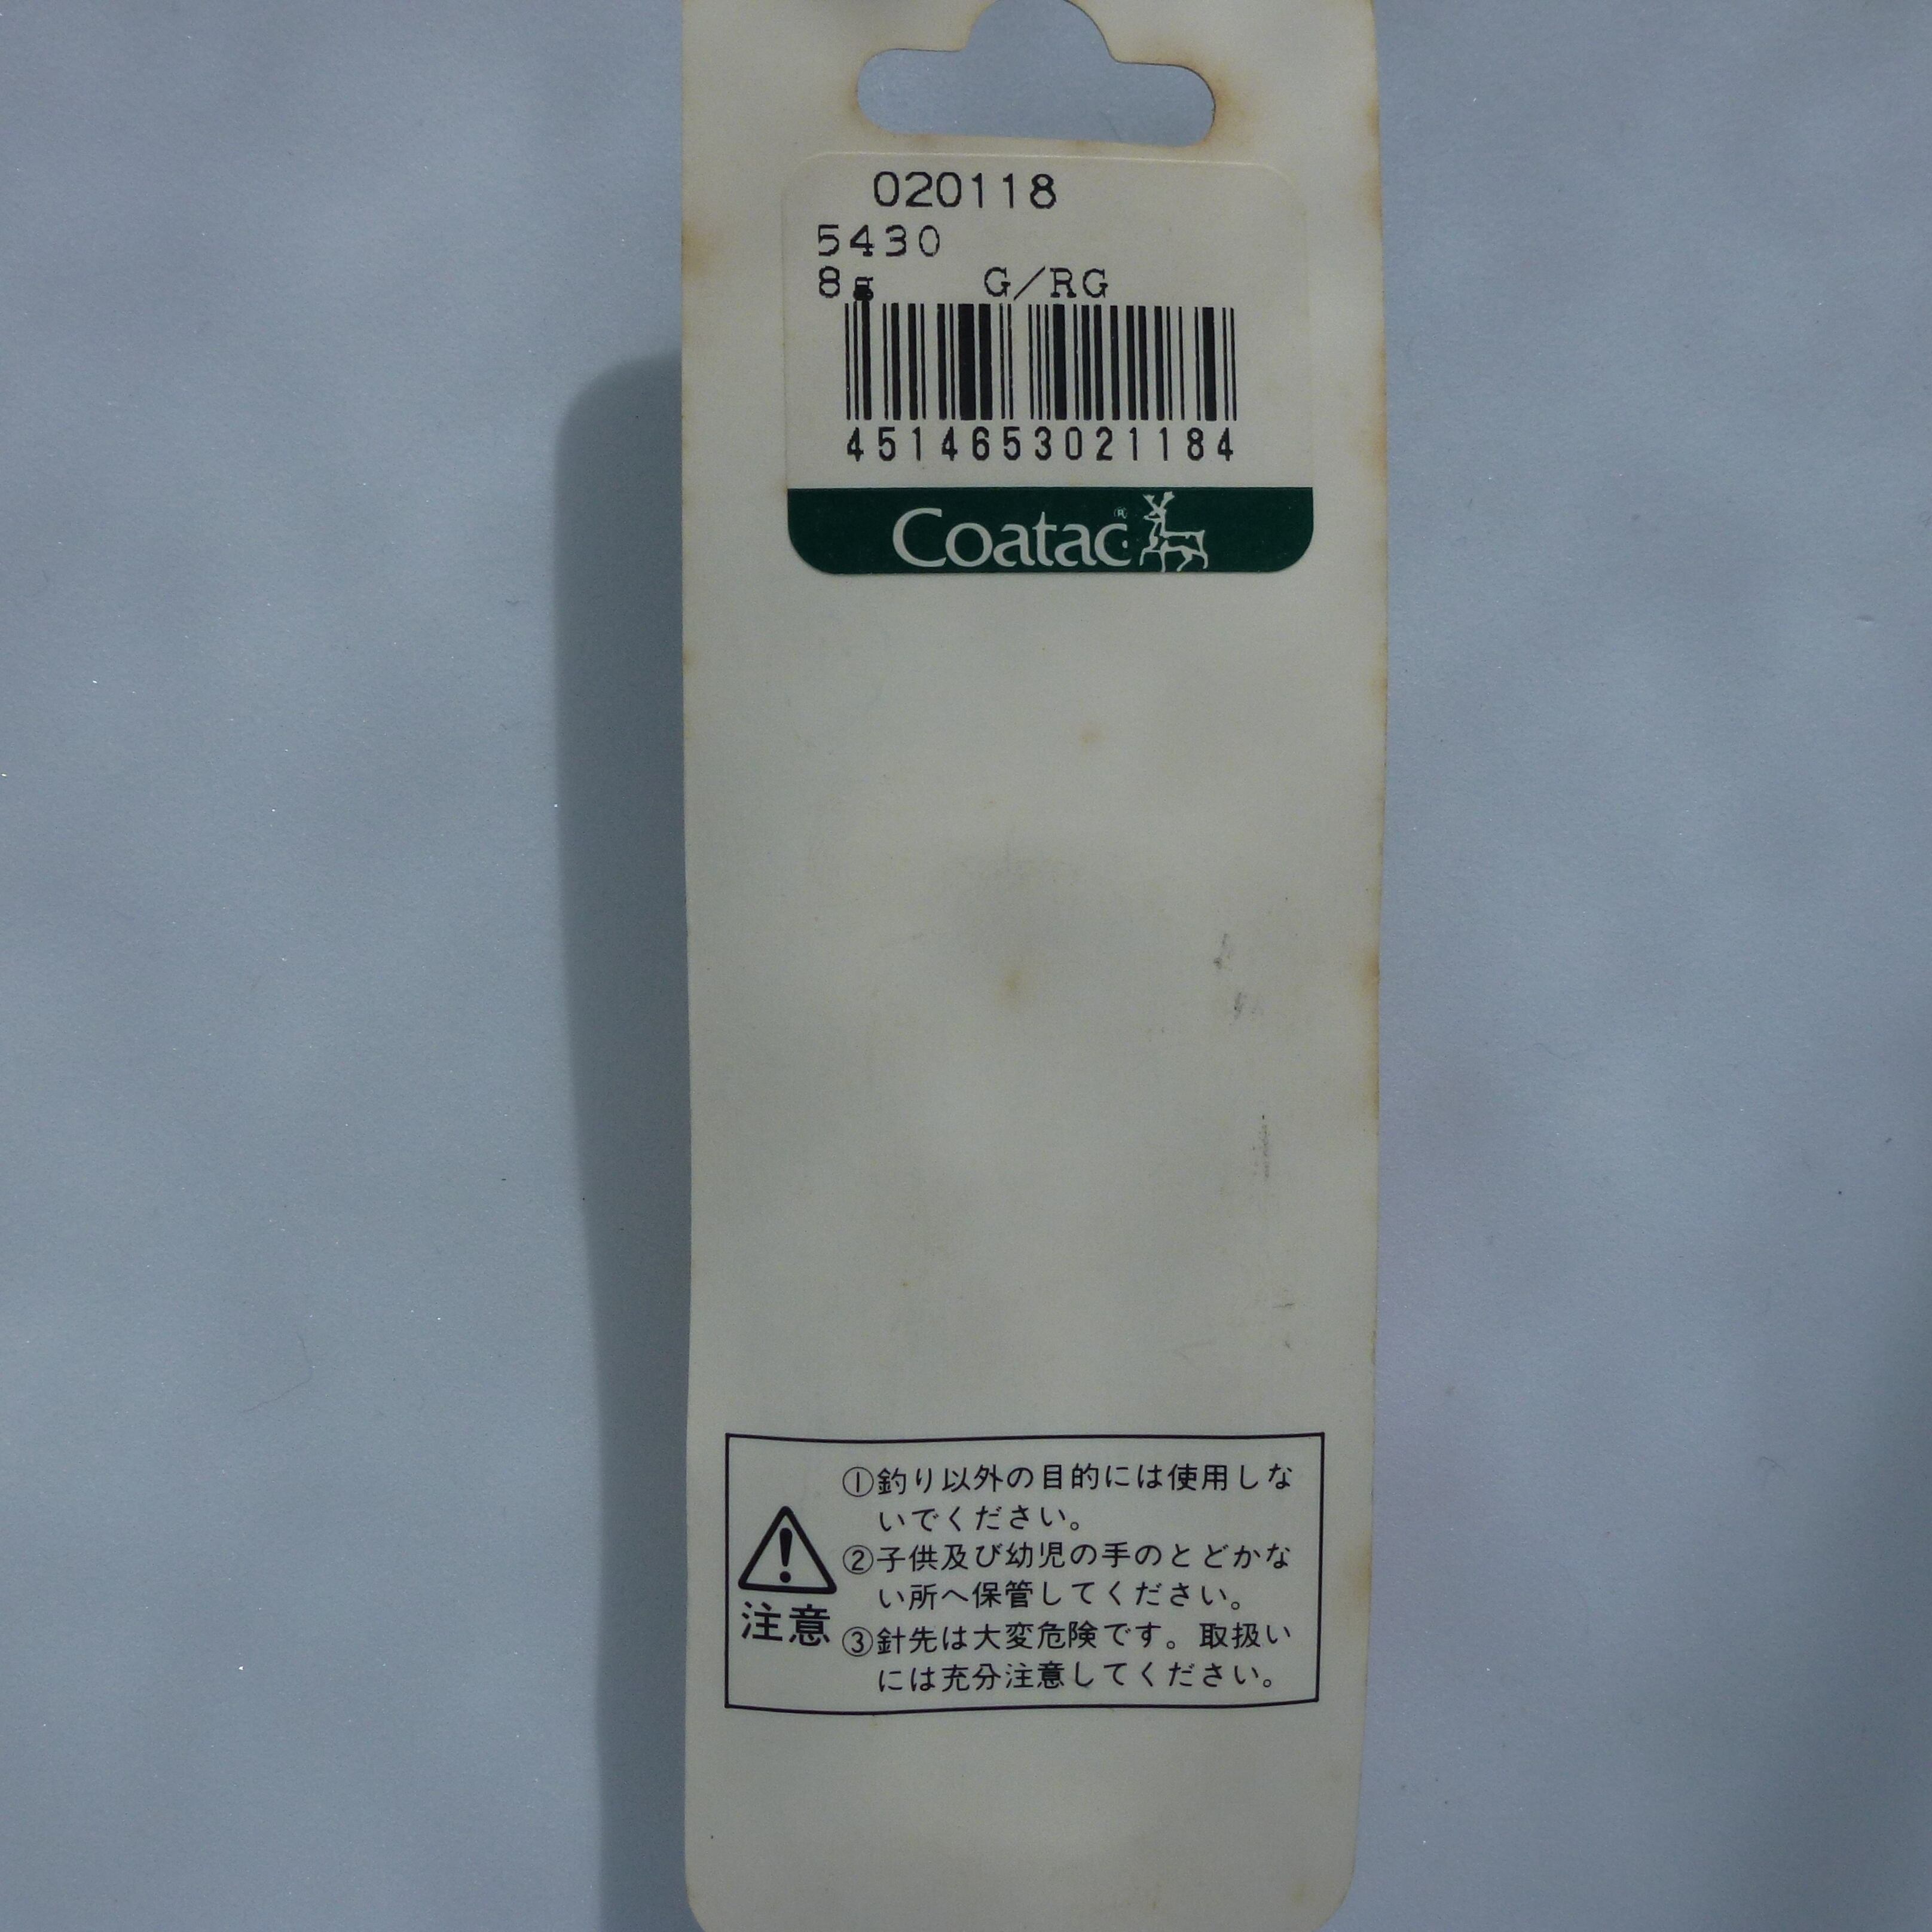 020118
5430
8g G/RG
4514653021184
Coatac®
①釣り以外の目的には使用しな
いでください。
②子供及び幼児の手のとどかな
い所へ保管してください。
③針先は大変危険です。取扱い
には充分注意してください。
注意